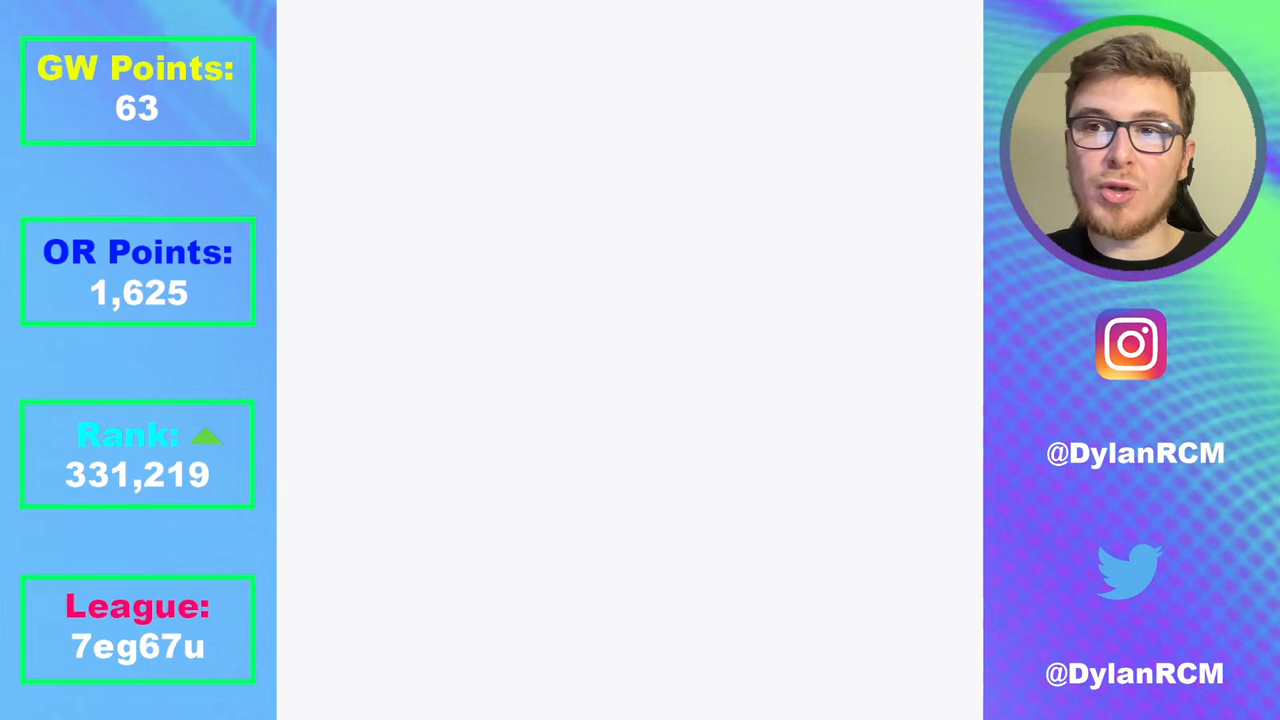 GW Points:
63
OR Points:
1,625
Rank:
331,219
League:
7eg67u
@DylanRCM
@DylanRCM